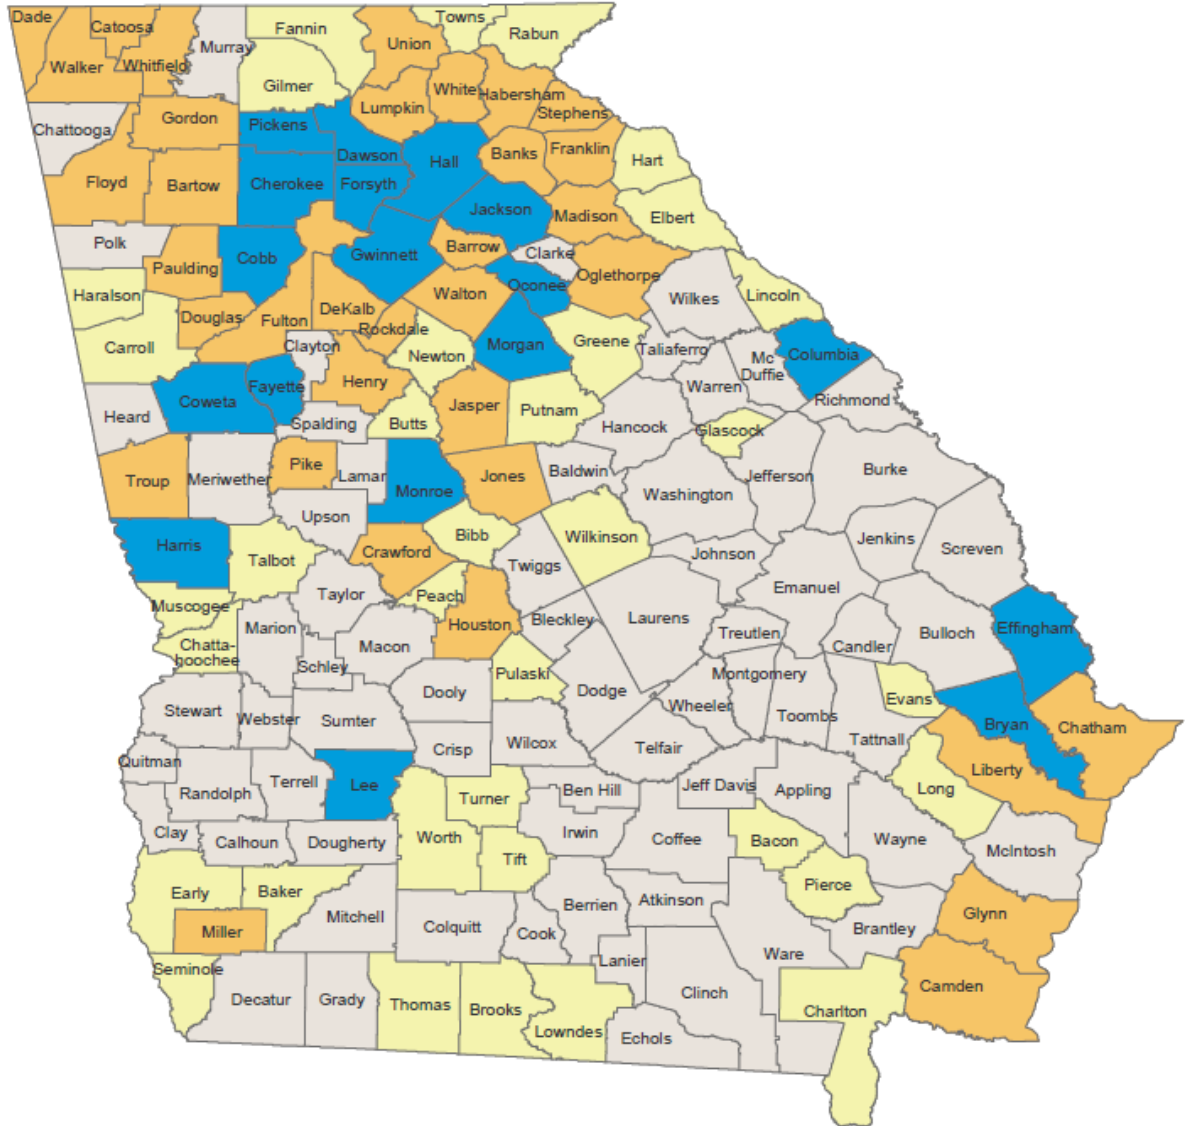 Dade
Catoosa
Murray
Fannin
Towns
Rabun
Union
Walker
Whitfield
Gilmer
White
Habersham
Lumpkin
Stephens
Gordon
Chattooga
Pickens
Dawson
Hall
Banks
Franklin
Hart
Floyd
Bartow
Cherokee
Forsyth
Jackson
Madison
Elbert
Polk
Cobb
Gwinnett
Barrow
Clarke
Paulding
Oconee
Oglethorpe
Haralson
Walton
Wilkes
Lincoln
Douglas
Fulton
DeKalb
Rockdale
Carroll
Clayton
Newton
Morgan
Greene
Taliaferro
Mc
Duffie
Columbia
Coweta
Fayette
Henry
Warren
Richmond
Heard
Spalding
Butts
Jasper
Putnam
Hancock
Glascock
Troup
Meriwether
Pike
Lamar
Monroe
Jones
Baldwin
Washington
Jefferson
Burke
Upson
Harris
Talbot
Crawford
Bibb
Wilkinson
Twiggs
Johnson
Jenkins
Screven
Muscogee
Taylor
Peach
Houston
Bleckley
Laurens
Emanuel
Chatta-
hoochee
Marion
Schley
Macon
Treutlen
Candler
Bulloch
Effingham
Pulaski
Dooly
Dodge
Montgomery
Wheeler
Evans
Stewart
Webster
Sumter
Toombs
Tattnall
Bryan
Chatham
Crisp
Wilcox
Telfair
Quitman
Randolph
Terrell
Lee
Turner
Ben Hill
Jeff Davis
Appling
Long
Liberty
Clay
Calhoun
Dougherty
Worth
Tift
Irwin
Coffee
Bacon
Wayne
McIntosh
Early
Baker
Pierce
Miller
Mitchell
Colquitt
Cook
Berrien
Atkinson
Ware
Brantley
Glynn
Seminole
Decatur
Grady
Thomas
Brooks
Lowndes
Lanier
Clinch
Echols
Charlton
Camden